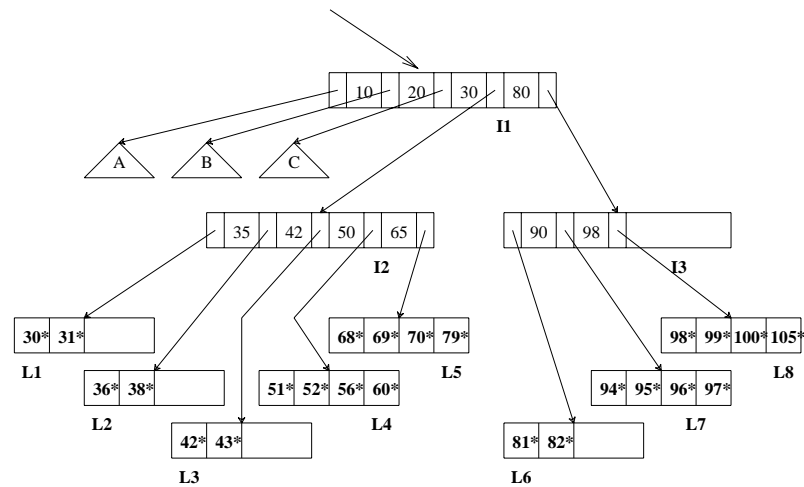 10 20 30 80
I1
A B C
35 42 50 65
I2
90 98
I3
30* 31*
L1
68* 69* 70* 79*
L5
98* 99* 100* 105*
L8
36* 38*
L2
51* 52* 56* 60*
L4
94* 95* 96* 97*
L7
42* 43*
L3
81* 82*
L6